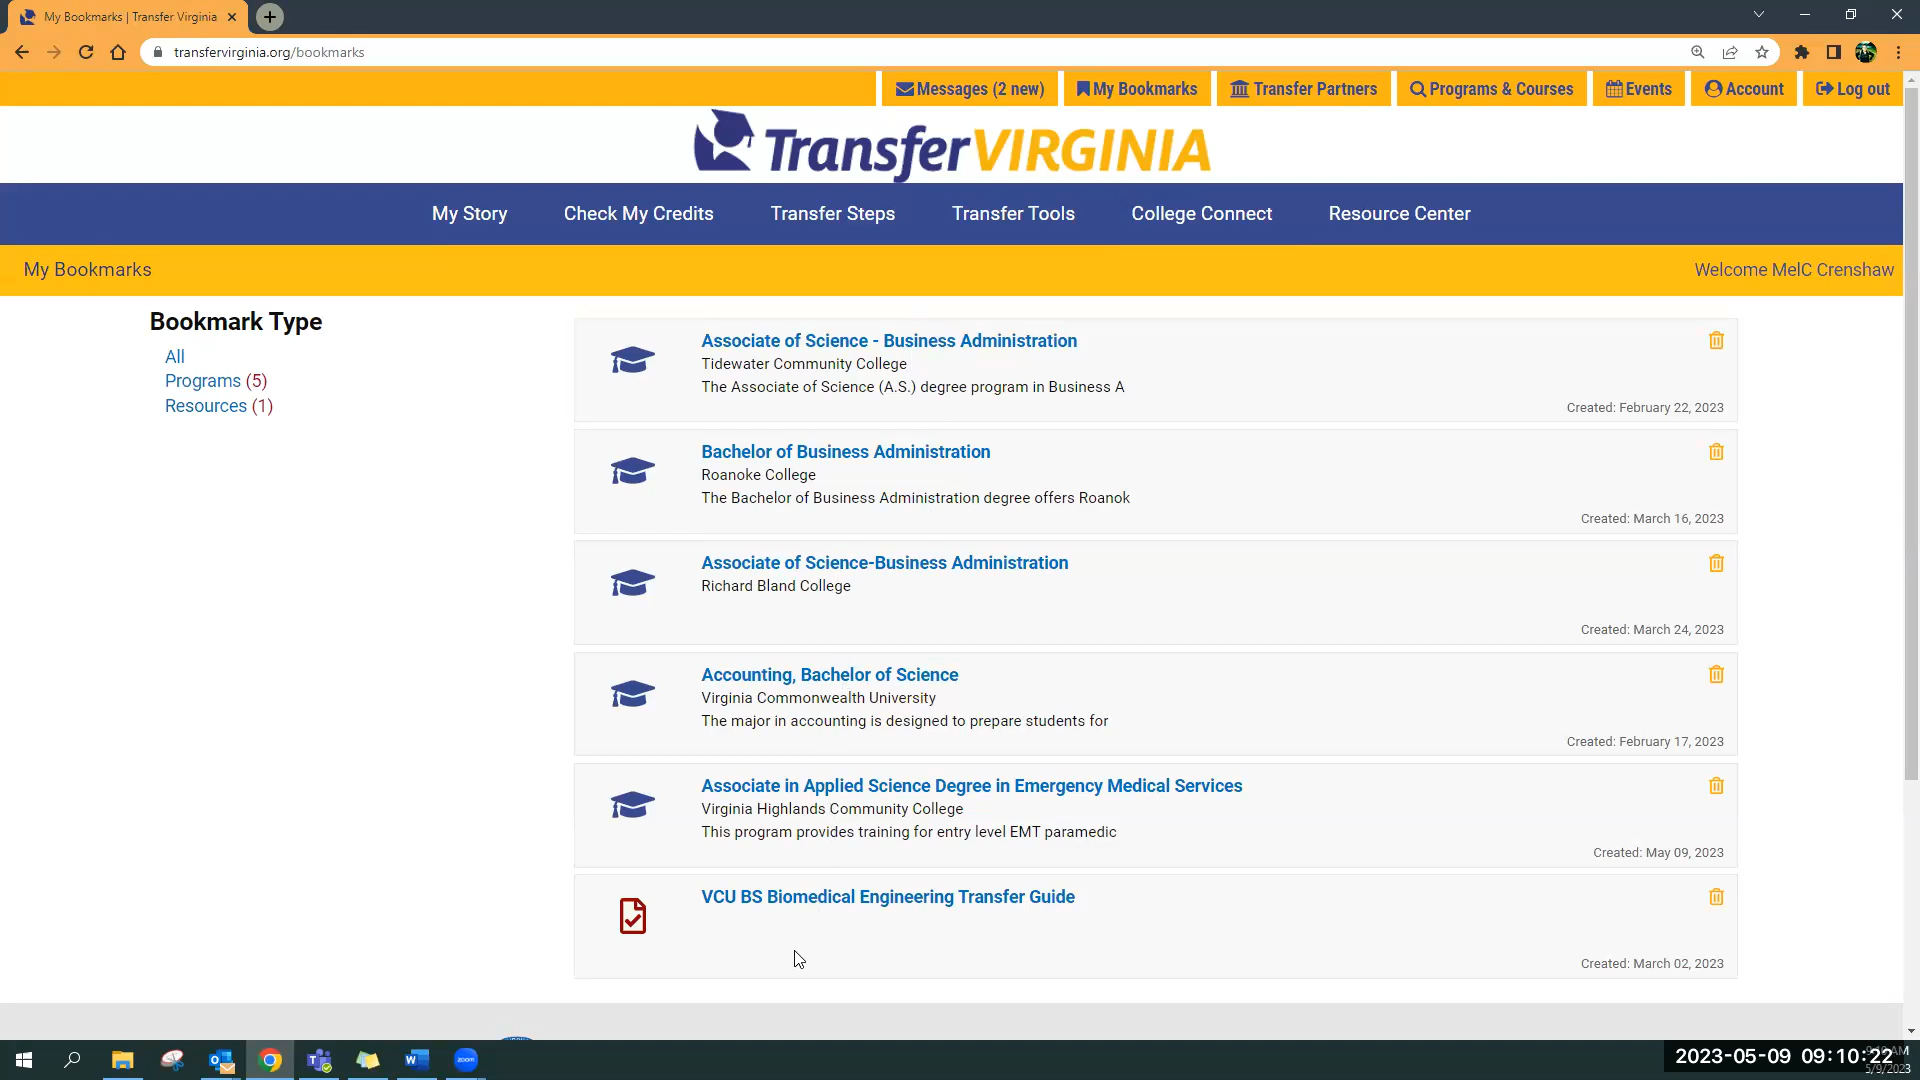 My Bookmarks | Transfer Virginia
transfervirginia.org/bookmarks
Messages (2 new)
My Bookmarks
Transfer Partners
Programs & Courses
Events
Account
Log out
TransferVIRGINIA
My Story
Check My Credits
Transfer Steps
Transfer Tools
College Connect
Resource Center
My Bookmarks
Welcome MelC Crenshaw
Bookmark Type
All
Programs (5)
Resources (1)
Associate of Science - Business Administration
Tidewater Community College
The Associate of Science (A.S.) degree program in Business A
Created: February 22, 2023
Bachelor of Business Administration
Roanoke College
The Bachelor of Business Administration degree offers Roanok
Created: March 16, 2023
Associate of Science-Business Administration
Richard Bland College
Created: March 24, 2023
Accounting, Bachelor of Science
Virginia Commonwealth University
The major in accounting is designed to prepare students for
Created: February 17, 2023
Associate in Applied Science Degree in Emergency Medical Services
Virginia Highlands Community College
This program provides training for entry level EMT paramedic
Created: May 09, 2023
VCU BS Biomedical Engineering Transfer Guide
Created: March 02, 2023
zoom
2023-05-09 09:10:22
5/9/2023